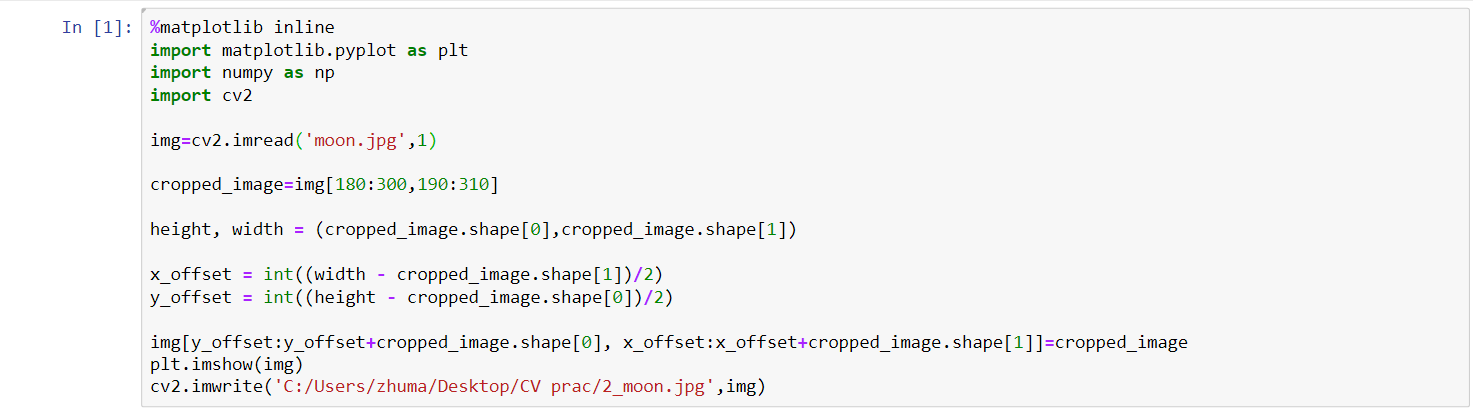 In [1]: %matplotlib inline
import matplotlib.pyplot as plt
import numpy as np
import cv2
img=cv2.imread('moon.jpg',1)
cropped_image=img[180:300,190:310]
height, width = (cropped_image.shape[0],cropped_image.shape[1])
x_offset = int((width - cropped_image.shape[1])/2)
y_offset = int((height - cropped_image.shape[0])/2)
img[y_offset:y_offset+cropped_image.shape[0], x_offset:x_offset+cropped_image.shape[1]]=cropped_image
plt.imshow(img)
cv2.imwrite('C:/Users/zhuma/Desktop/CV prac/2_moon.jpg',img)